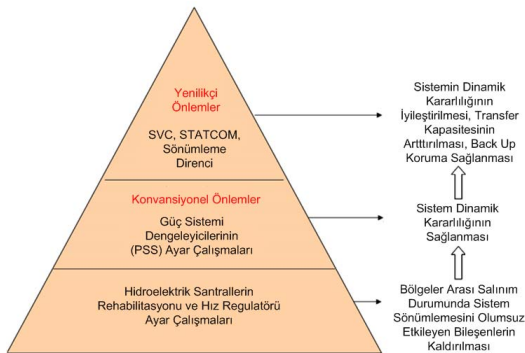 Yenilikçi
Önlemler
SVC, STATCOM,
Sönümleme
Direnci
Sistemin Dinamik
Kararlılığının
İyileştirilmesi, Transfer
Kapasitesinin
Artttırılması, Back Up
Koruma Sağlanması
Konvansiyonel Önlemler
Güç Sistemi
Dengeleyicilerinin
(PSS) Ayar Çalışmaları
Sistem Dinamik
Kararlılığının
Sağlanması
Hidroelektrik Santrallerin
Rehabilitasyonu ve Hız Regulatörü
Ayar Çalışmaları
Bölgeler Arası Salınım
Durumunda Sistem
Sönümlemesini Olumsuz
Etkileyen Bileşenlerin
Kaldırılması